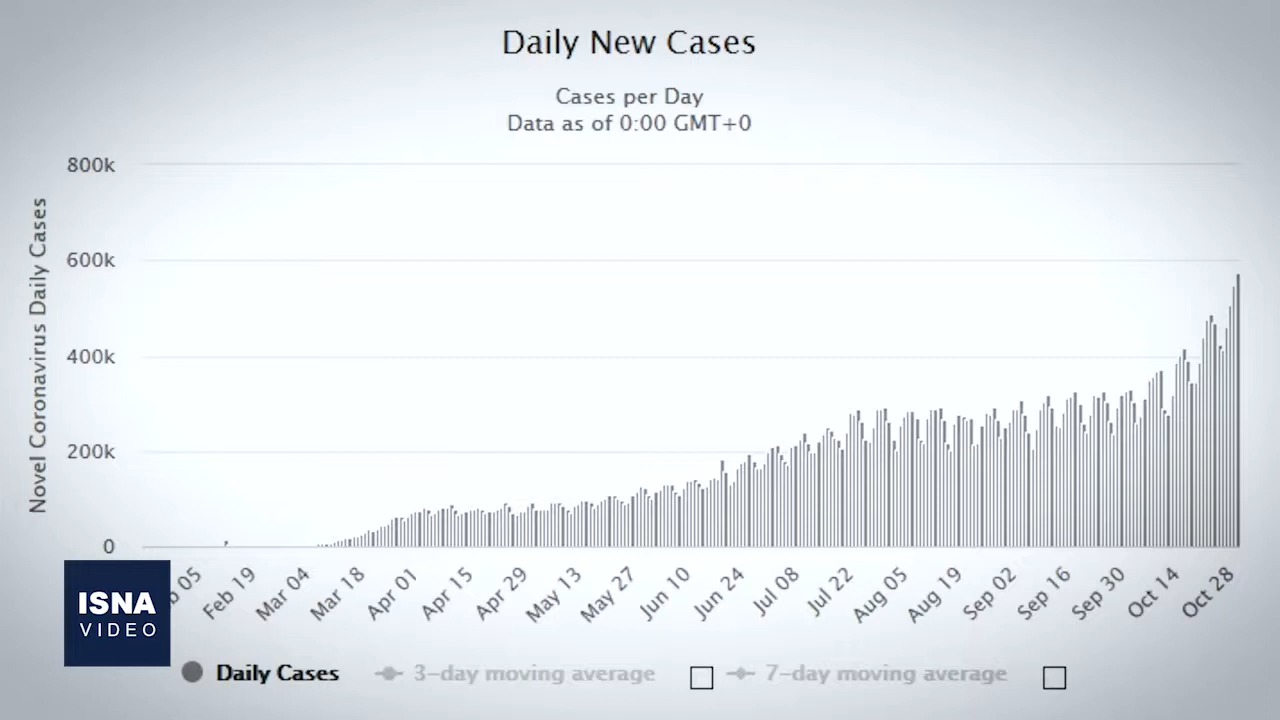 Daily New Cases
Cases per Day
Data as of 0:00 GMT+0
Novel Coronavirus Daily Cases
800k
600k
400k
200k
0
b 05
Feb 19
Mar 04
Mar 18
Apr 01
Apr 15
Apr 29
May 13
May 27
Jun 10
Jun 24
Jul 08
Jul 22
Aug 05
Aug 19
Sep 02
Sep 16
Sep 30
Oct 14
Oct 28
ISNA
VIDEO
Daily Cases
3-day moving average
7-day moving average